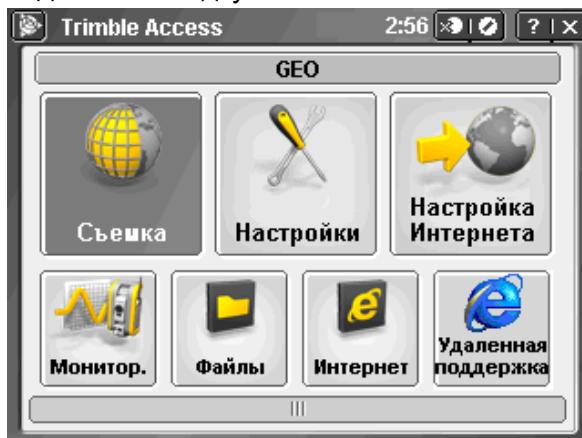 Trimble Access
2:56
? X
GEO
Съемка
Настройки
Настройка
Интернета
Монитор.
Файлы
Интернет
Удаленная
поддержка